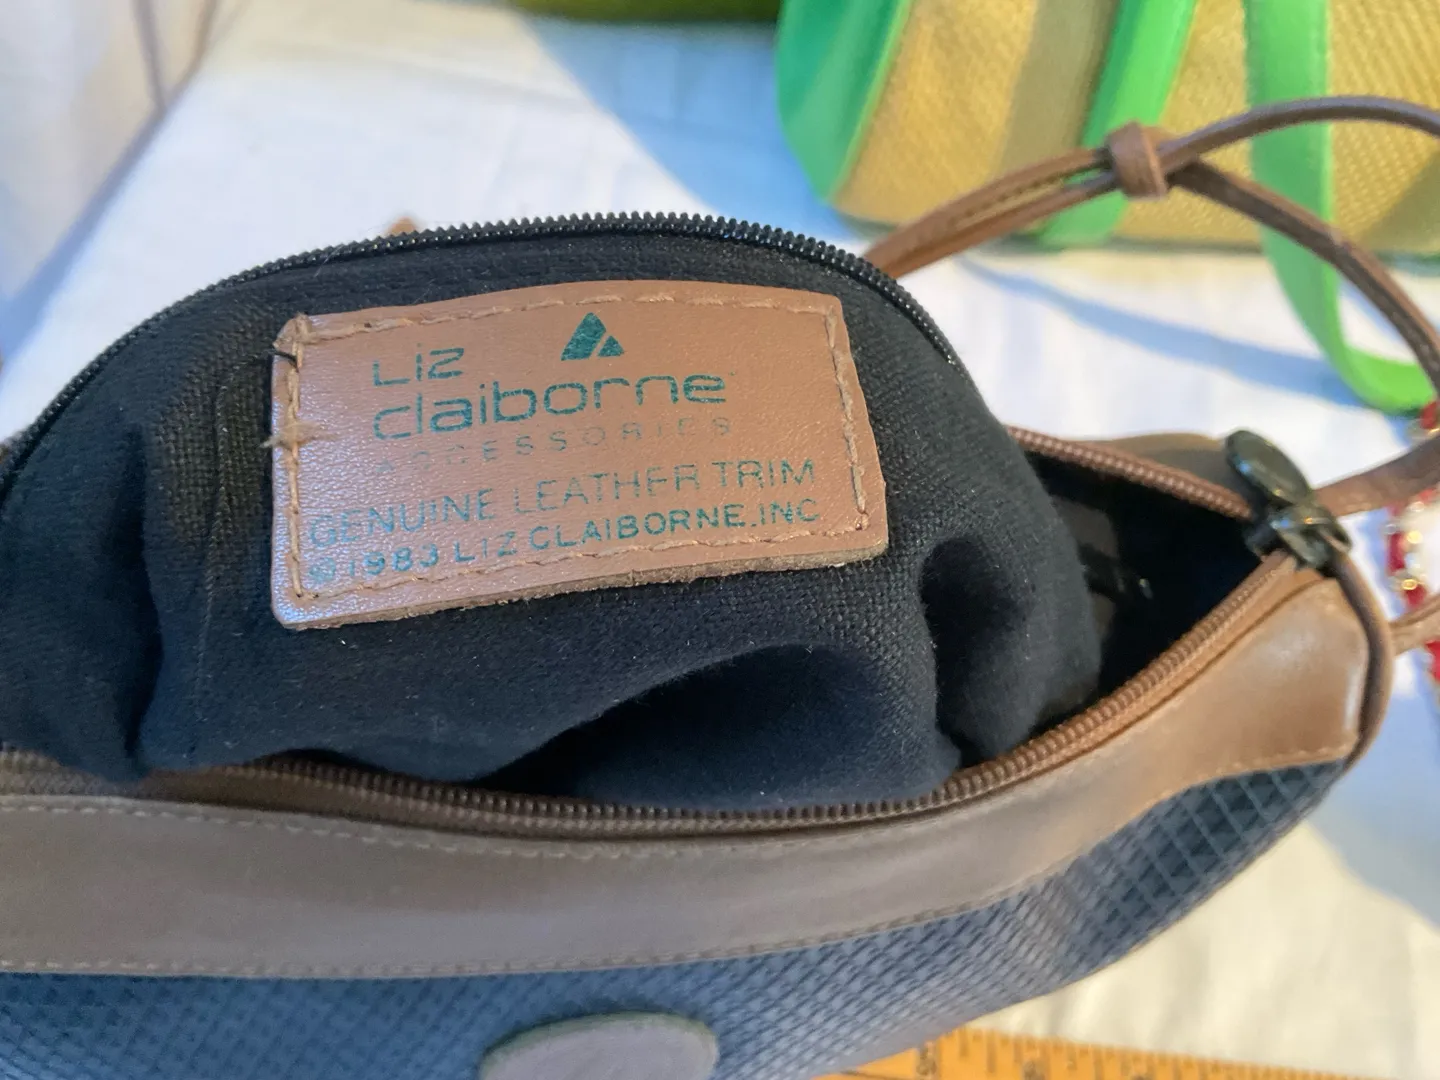 Liz
claiborne
ACCESSORIES
GENUINE LEATHER TRIM
©1983 LIZ CLAIBORNE, INC